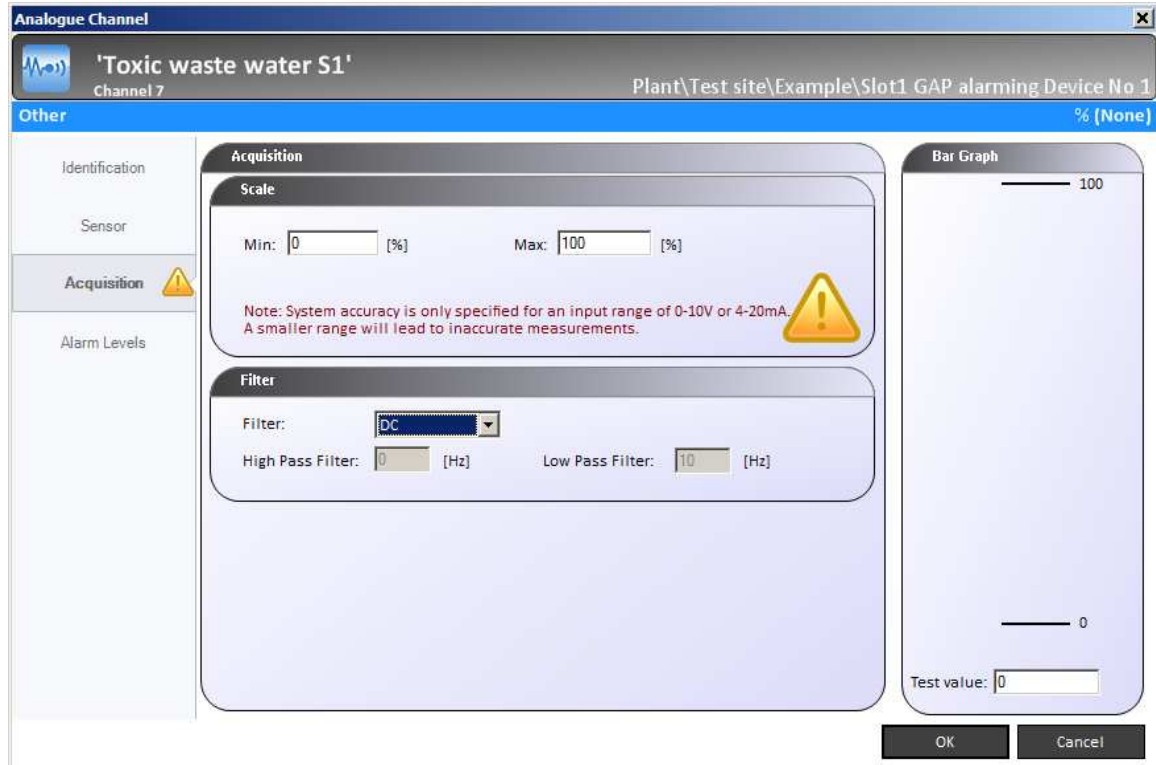 Analogue Channel
'Toxic waste water S1'
Channel 7
Plant\Test site\Example\Slot1 GAP alarming Device No 1
Other
% (None)
Identification
Sensor
Acquisition
Alarm Levels
Acquisition
Scale
Min: 0 [%] Max: 100 [%]
Note: System accuracy is only specified for an input range of 0-10V or 4-20mA.
A smaller range will lead to inaccurate measurements.
Filter
Filter: DC
High Pass Filter: 0 [Hz] Low Pass Filter: 10 [Hz]
Bar Graph
100
0
Test value: 0
OK Cancel